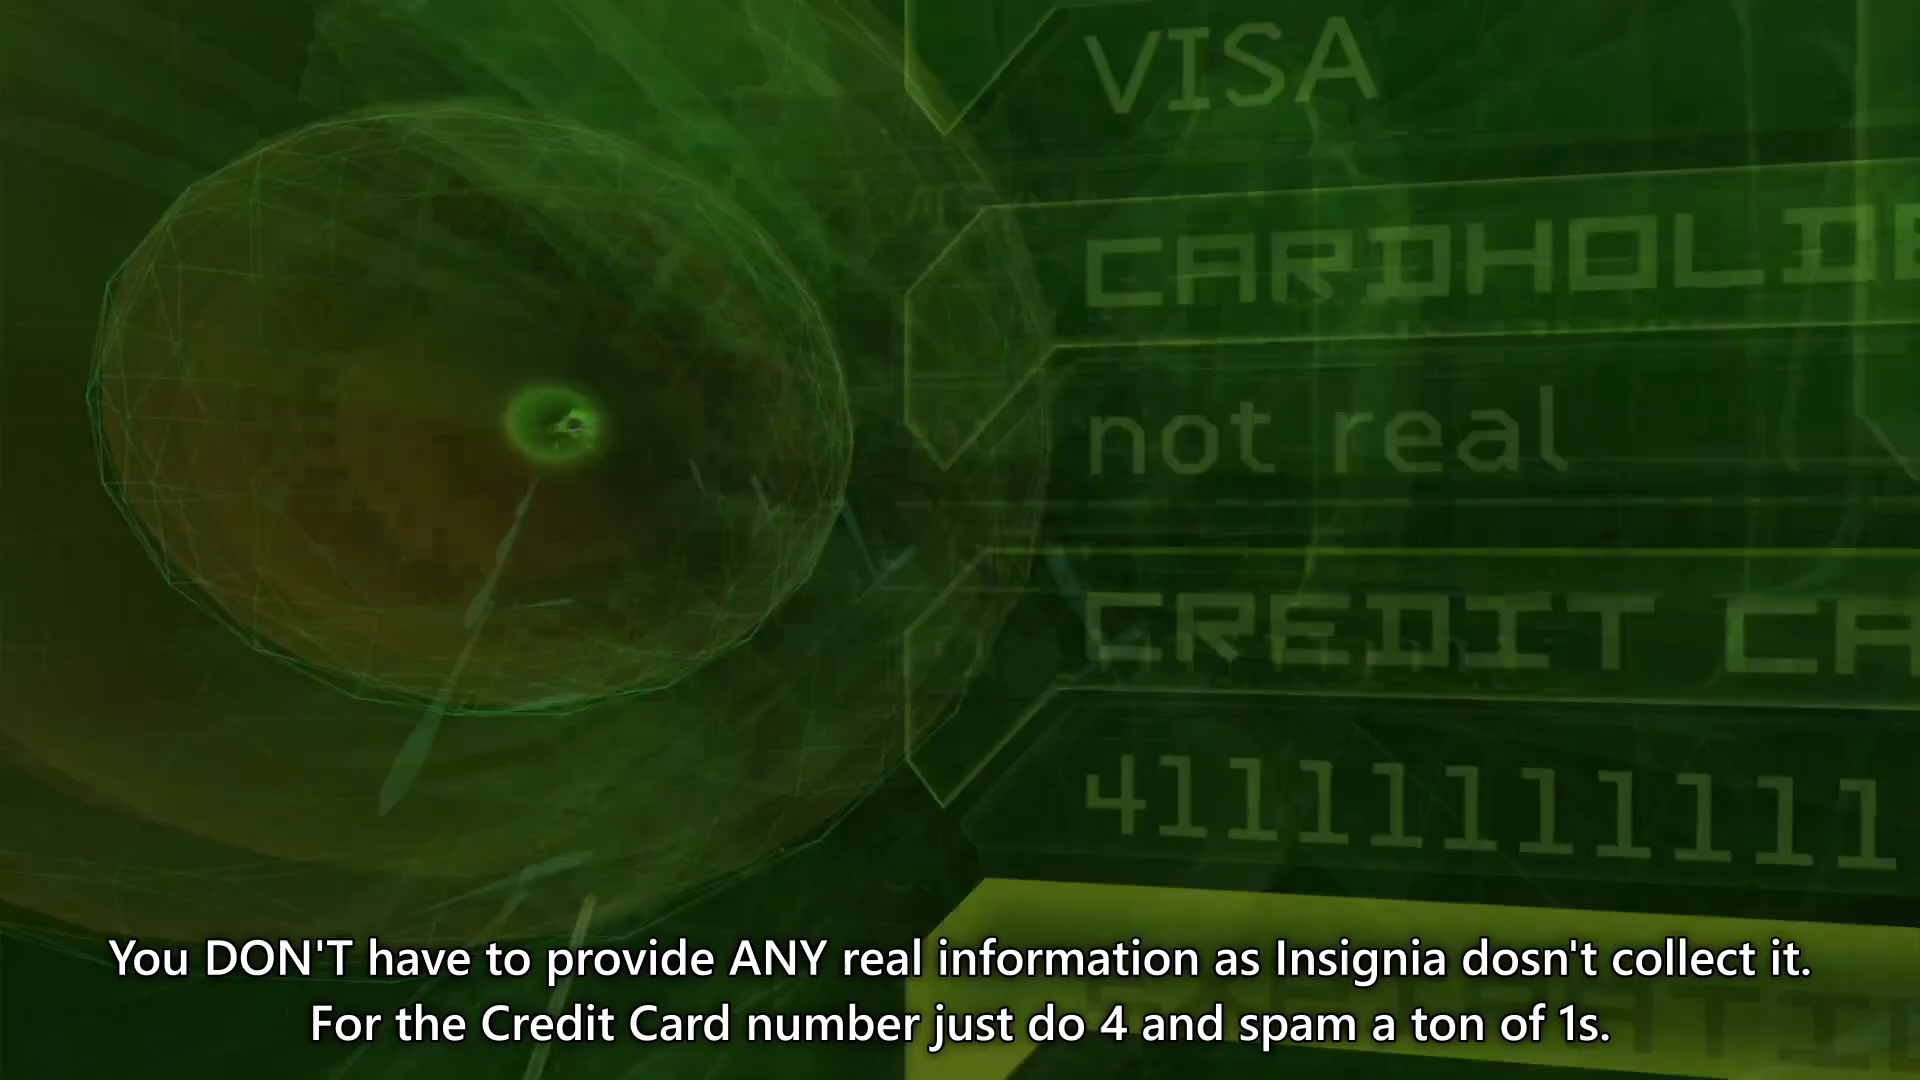 VISA
CARDHOLDE
not real
CREDIT CA
41111111111
You DON'T have to provide ANY real information as Insignia dosn't collect it.
For the Credit Card number just do 4 and spam a ton of 1s.